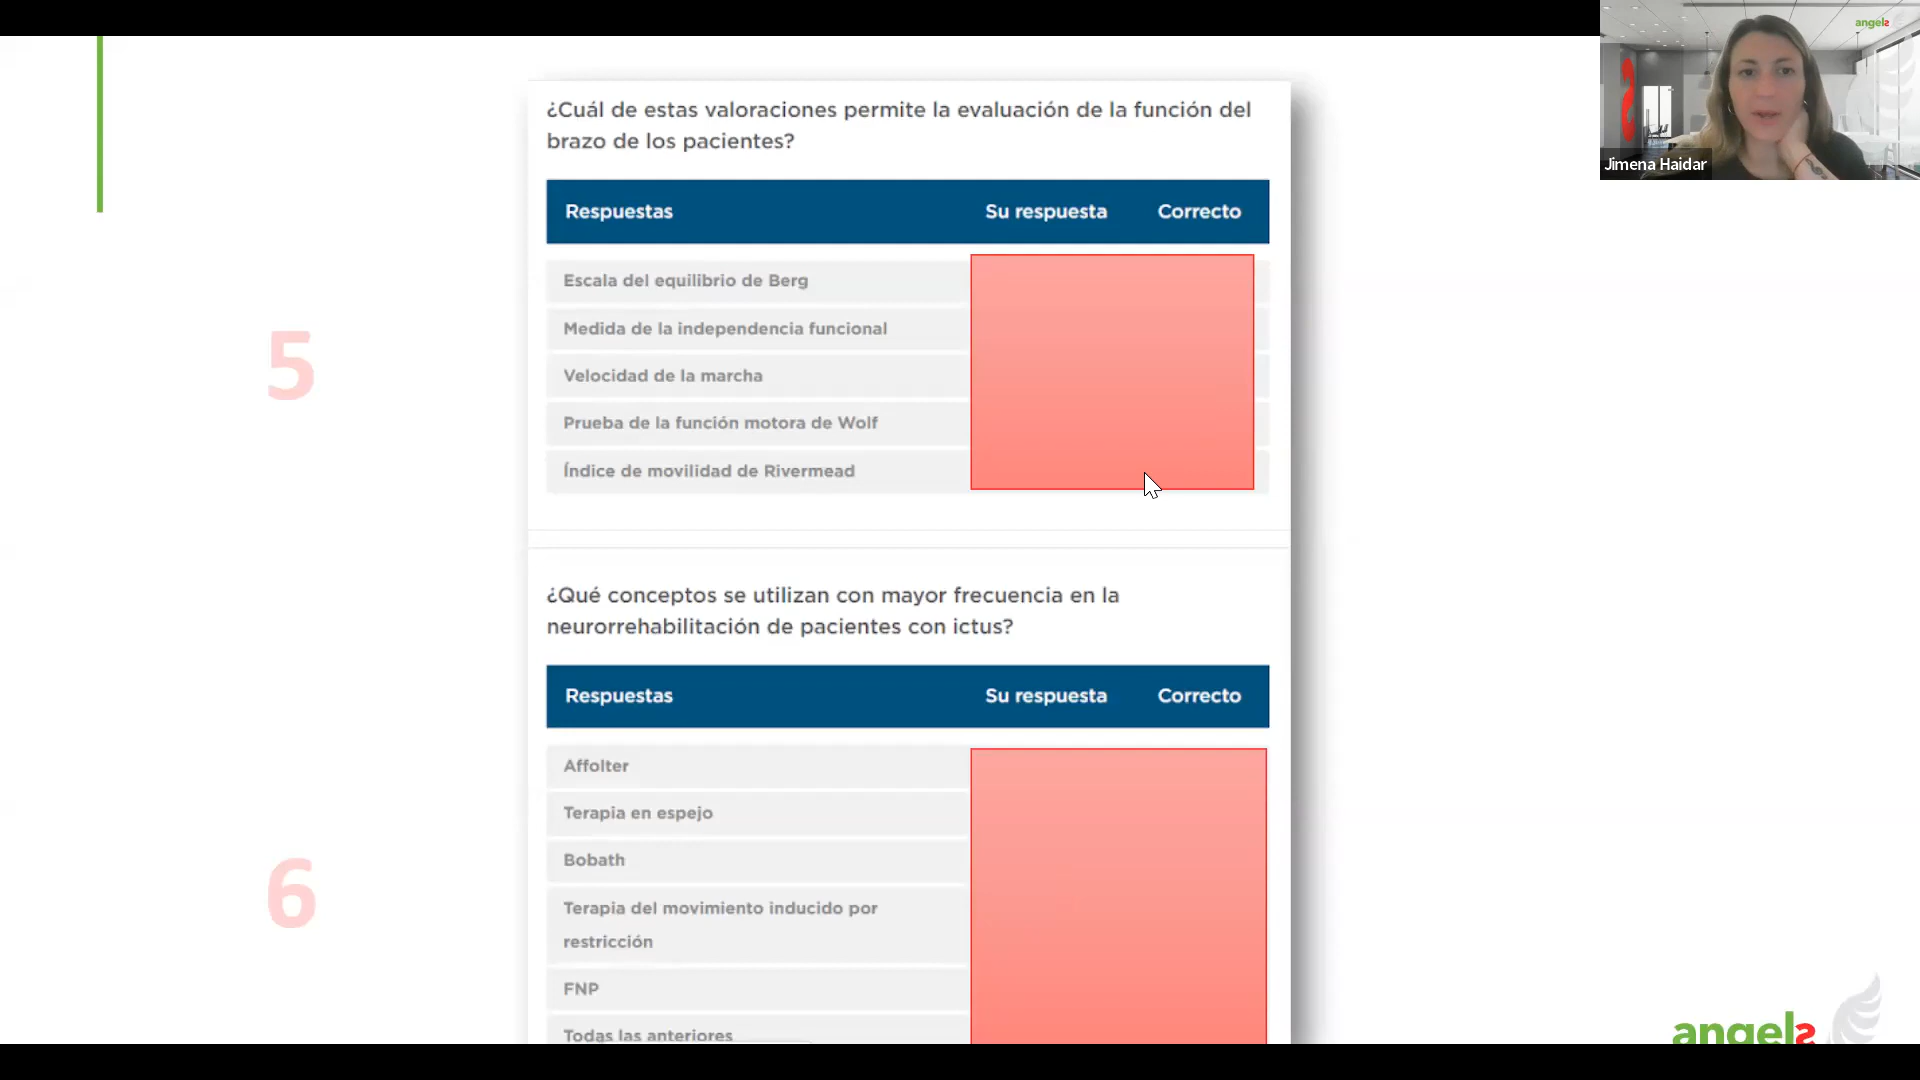 angels
Jimena Haidar
¿Cuál de estas valoraciones permite la evaluación de la función del
brazo de los pacientes?
Respuestas Su respuesta Correcto
Escala del equilibrio de Berg
Medida de la independencia funcional
Velocidad de la marcha
Prueba de la función motora de Wolf
Índice de movilidad de Rivermead
5
¿Qué conceptos se utilizan con mayor frecuencia en la
neurorrehabilitación de pacientes con ictus?
Respuestas Su respuesta Correcto
Affolter
Terapia en espejo
Bobath
Terapia del movimiento inducido por
restricción
FNP
Todas las anteriores
6
angels